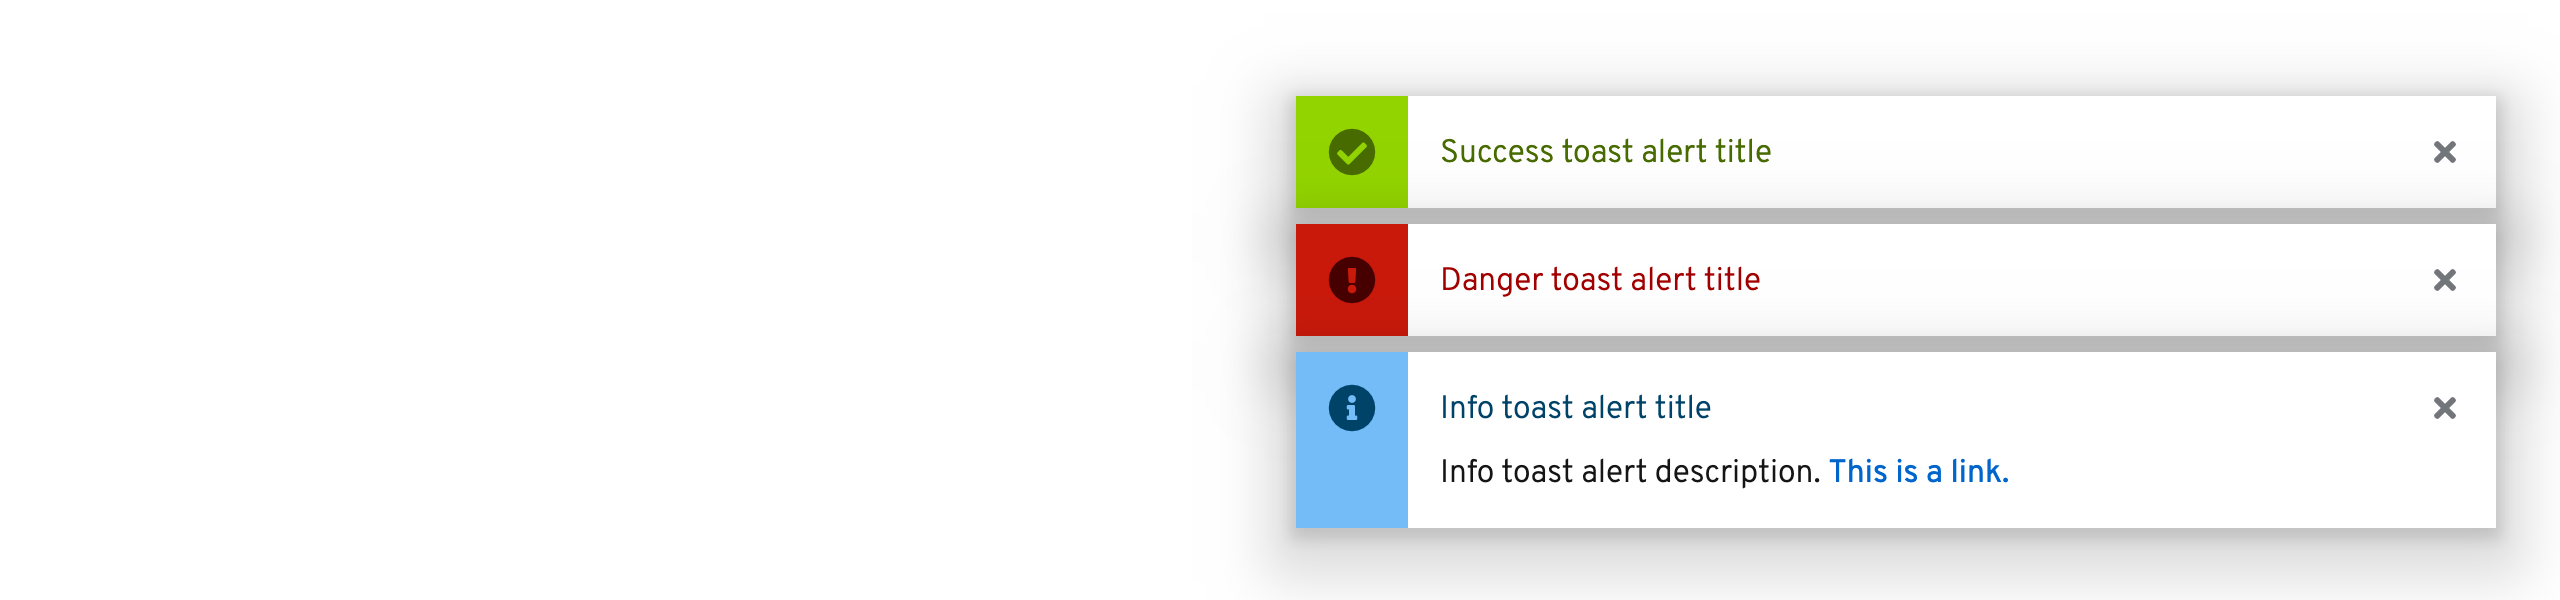 Success toast alert title
Danger toast alert title
Info toast alert title
Info toast alert description. This is a link.